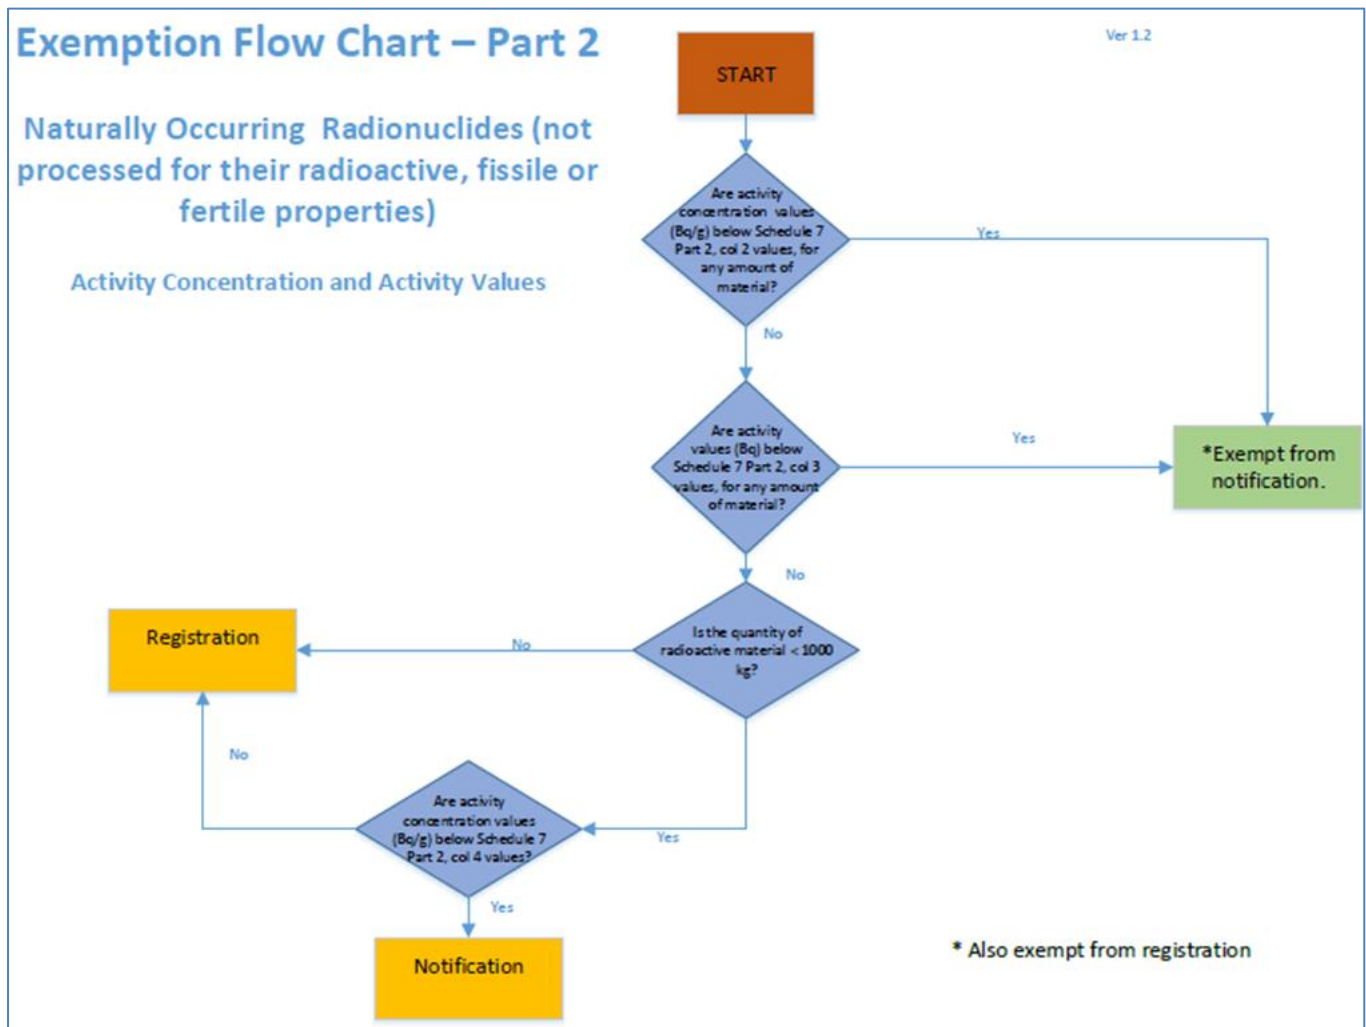 Exemption Flow Chart – Part 2
Ver 1.2
START
Naturally Occurring Radionuclides (not
processed for their radioactive, fissile or
fertile properties)
Activity Concentration and Activity Values
Are activity
concentration values
(Bq/g) below Schedule 7
Part 2, col 2 values, for
any amount of
material?
Yes
No
Are activity
values (Bq) below
Schedule 7 Part 2, col 3
values, for any amount
of material?
Yes
*Exempt from
notification.
No
Is the quantity of
radioactive material < 1000
kg?
No
Registration
No
Yes
Are activity
concentration values
(Bq/g) below Schedule 7
Part 2, col 4 values?
Yes
Notification
* Also exempt from registration